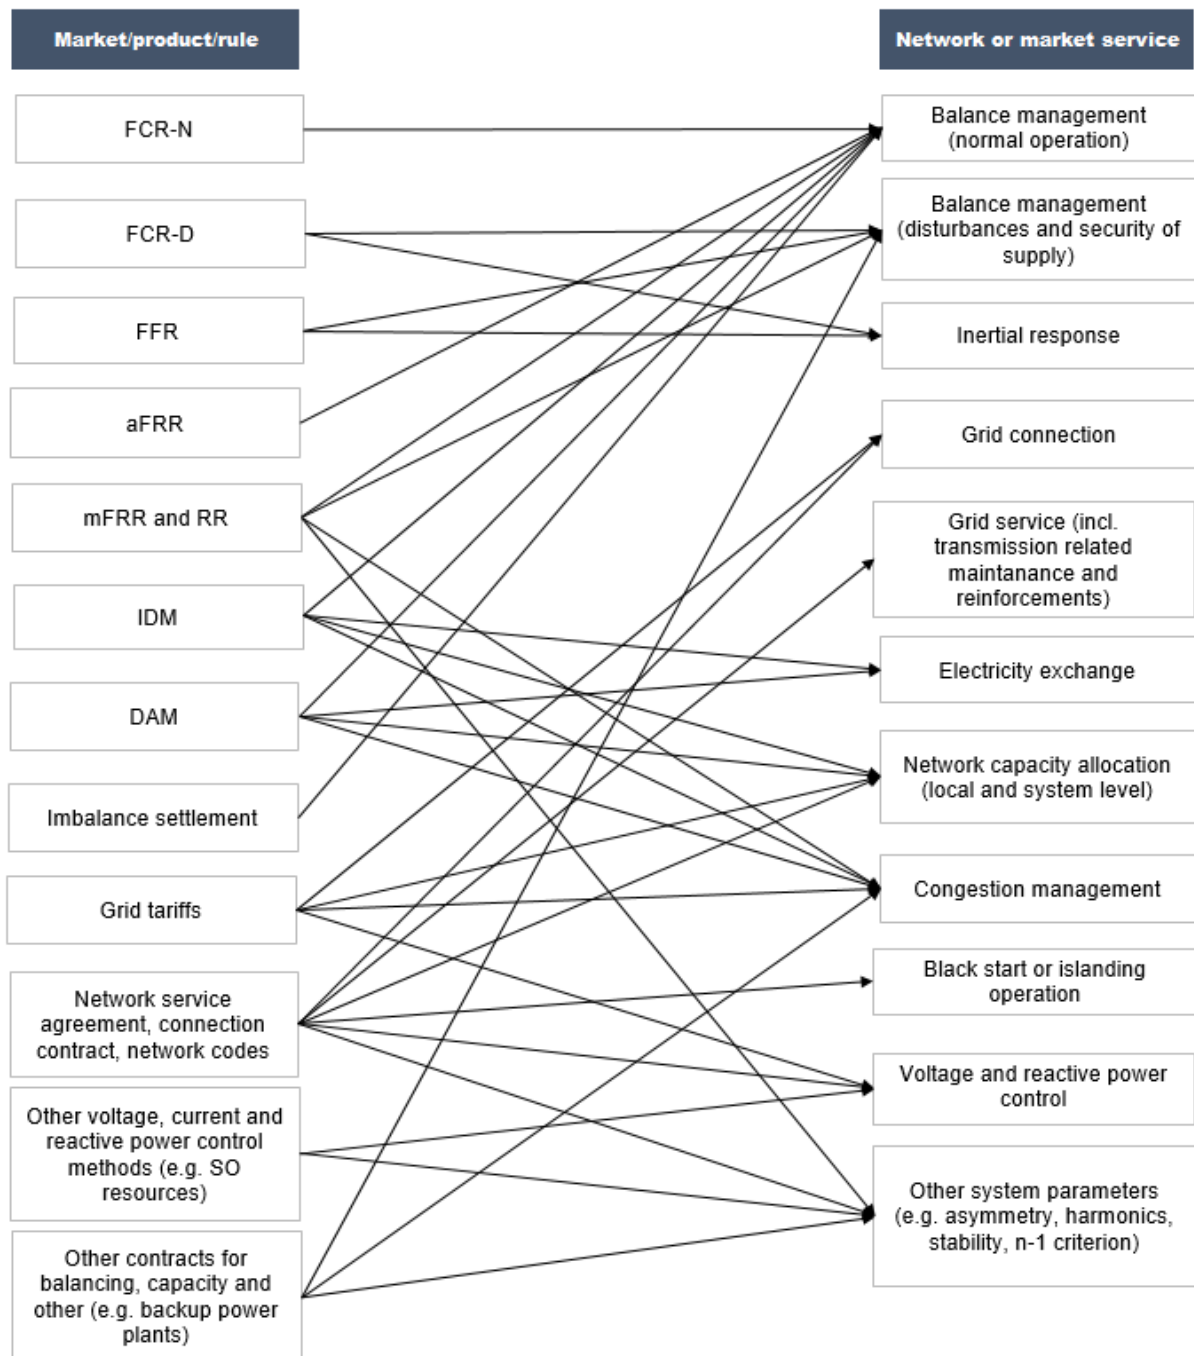 Market/product/rule
Network or market service
FCR-N
FCR-D
FFR
aFRR
mFRR and RR
IDM
DAM
Imbalance settlement
Grid tariffs
Network service
agreement, connection
contract, network codes
Other voltage, current and
reactive power control
methods (e.g. SO
resources)
Other contracts for
balancing, capacity and
other (e.g. backup power
plants)
Balance management
(normal operation)
Balance management
(disturbances and security of
supply)
Inertial response
Grid connection
Grid service (incl.
transmission related
maintanance and
reinforcements)
Electricity exchange
Network capacity allocation
(local and system level)
Congestion management
Black start or islanding
operation
Voltage and reactive power
control
Other system parameters
(e.g. asymmetry, harmonics,
stability, n-1 criterion)